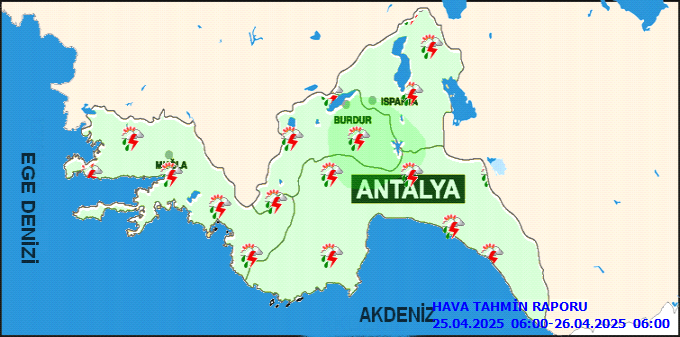 ISPARTA
BURDUR
MUĞLA
EGE DENİZİ
ANTALYA
AKDENİZ
HAVA TAHMİN RAPORU
25.04.2025 06:00-26.04.2025 06:00